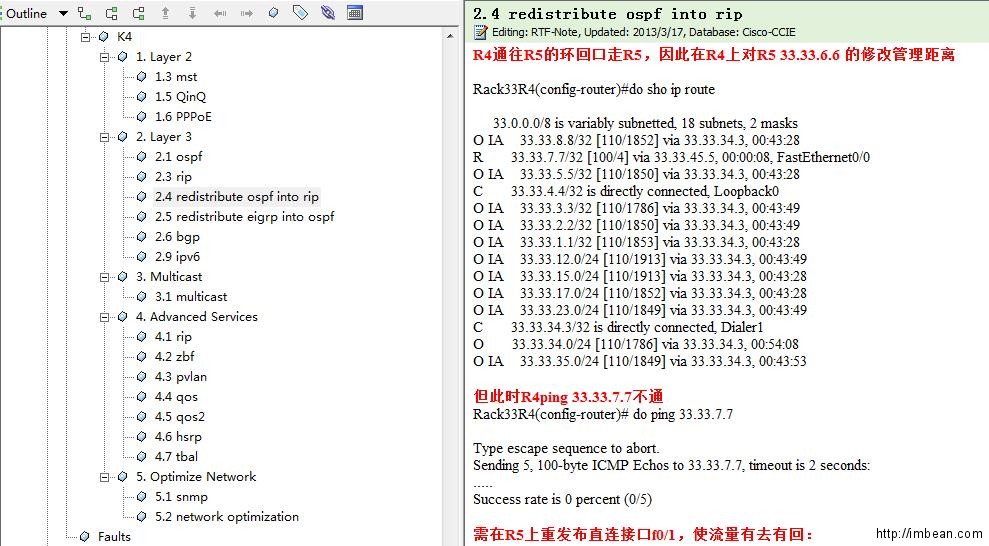 Outline
K4
1. Layer 2
1.3 mst
1.5 QinQ
1.6 PPPoE
2. Layer 3
2.1 ospf
2.3 rip
2.4 redistribute ospf into rip
2.5 redistribute eigrp into ospf
2.6 bgp
2.9 ipv6
3. Multicast
3.1 multicast
4. Advanced Services
4.1 rip
4.2 zbf
4.3 pvlan
4.4 qos
4.5 qos2
4.6 hsrp
4.7 tbal
5. Optimize Network
5.1 snmp
5.2 network optimization
Faults
2.4 redistribute ospf into rip
Editing: RTF-Note, Updated: 2013/3/17, Database: Cisco-CCIE
R4通往R5的环回口走R5，因此在R4上对R5 33.33.6.6 的修改管理距离
Rack33R4(config-router)#do sho ip route
33.0.0.0/8 is variably subnetted, 18 subnets, 2 masks
O IA 33.33.8.8/32 [110/1852] via 33.33.34.3, 00:43:28
R 33.33.7.7/32 [100/4] via 33.33.45.5, 00:00:08, FastEthernet0/0
O IA 33.33.5.5/32 [110/1850] via 33.33.34.3, 00:43:28
C 33.33.4.4/32 is directly connected, Loopback0
O IA 33.33.3.3/32 [110/1786] via 33.33.34.3, 00:43:49
O IA 33.33.2.2/32 [110/1850] via 33.33.34.3, 00:43:49
O IA 33.33.1.1/32 [110/1853] via 33.33.34.3, 00:43:28
O IA 33.33.12.0/24 [110/1913] via 33.33.34.3, 00:43:49
O IA 33.33.15.0/24 [110/1913] via 33.33.34.3, 00:43:28
O IA 33.33.17.0/24 [110/1852] via 33.33.34.3, 00:43:28
O IA 33.33.23.0/24 [110/1849] via 33.33.34.3, 00:43:49
C 33.33.34.3/32 is directly connected, Dialer1
O 33.33.34.0/24 [110/1786] via 33.33.34.3, 00:54:08
O IA 33.33.35.0/24 [110/1849] via 33.33.34.3, 00:43:53
但此时R4ping 33.33.7.7不通
Rack33R4(config-router)# do ping 33.33.7.7
Type escape sequence to abort.
Sending 5, 100-byte ICMP Echos to 33.33.7.7, timeout is 2 seconds:
.....
Success rate is 0 percent (0/5)
需在R5上重发布直连接口f0/1，使流量有去有回：
http://imbean.com